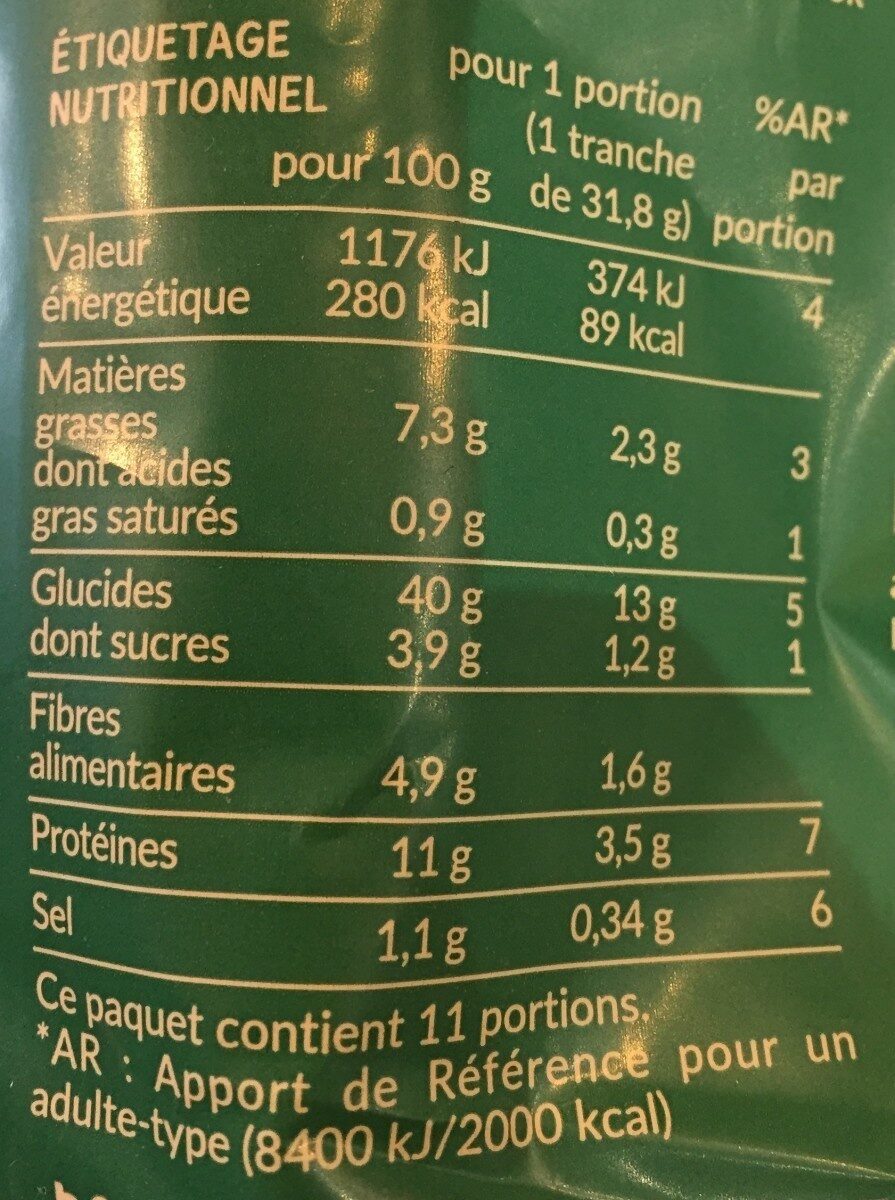 ÉTIQUETAGE
NUTRITIONNEL
pour 100 g pour 1 portion (1 tranche de 31,8 g) %AR* par portion
Valeur énergétique 1176 kJ 280 kcal 374 kJ 89 kcal 4
Matières grasses 7,3 g 2,3 g 3
dont acides gras saturés 0,9 g 0,3 g 1
Glucides 40 g 13 g 5
dont sucres 3,9 g 1,2 g 1
Fibres alimentaires 4,9 g 1,6 g
Protéines 11 g 3,5 g 7
Sel 1,1 g 0,34 g 6
Ce paquet contient 11 portions.
*AR : Apport de Référence pour un
adulte-type (8400 kJ/2000 kcal)